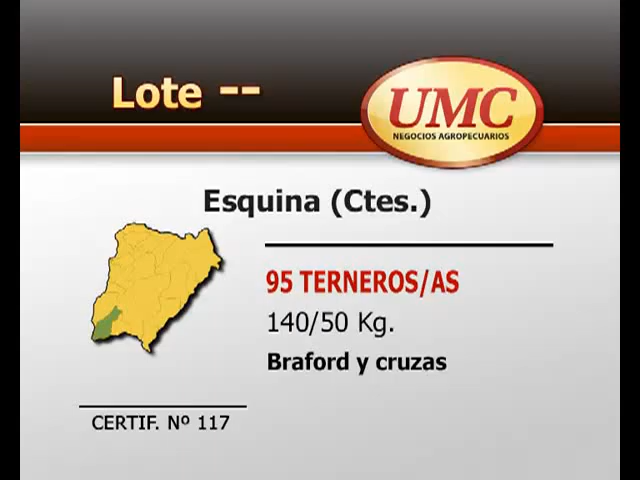 Lote --
UMC
NEGOCIOS AGROPECUARIOS
Esquina (Ctes.)
95 TERNEROS/AS
140/50 Kg.
Braford y cruzas
CERTIF. Nº 117